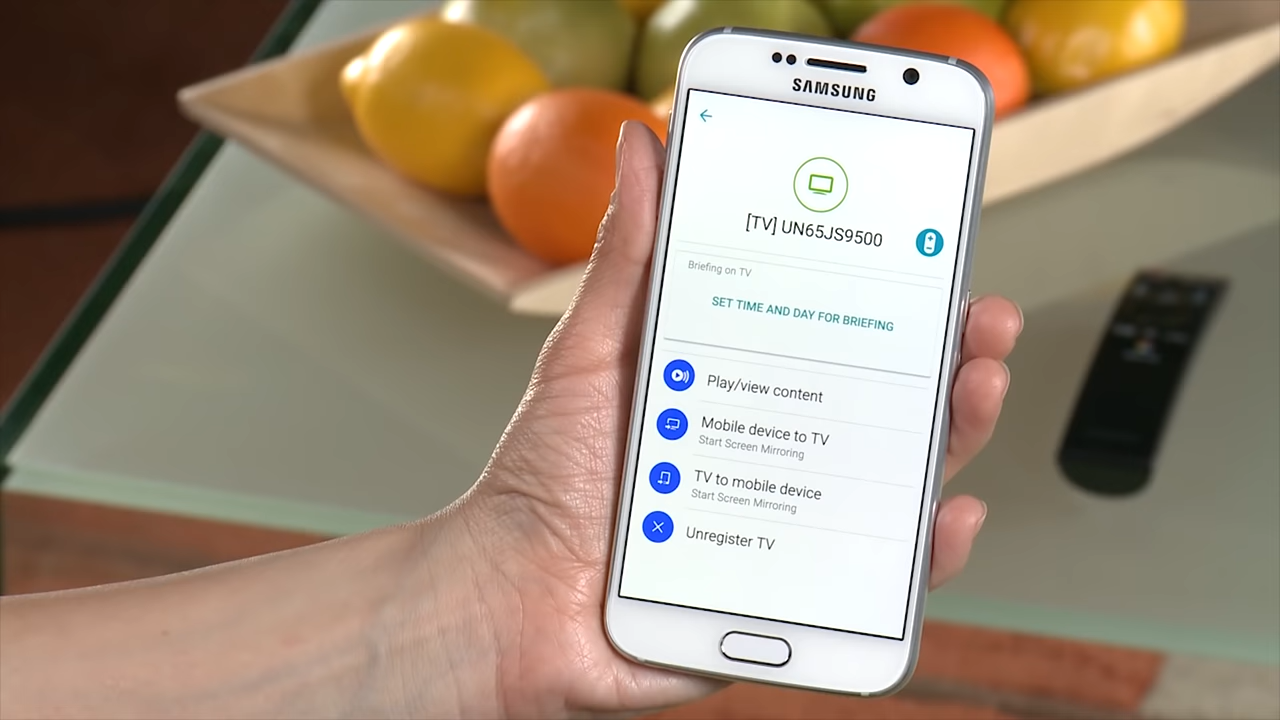 SAMSUNG
[TV] UN65JS9500
Briefing on TV
SET TIME AND DAY FOR BRIEFING
Play/view content
Mobile device to TV
Start Screen Mirroring
TV to mobile device
Start Screen Mirroring
Unregister TV